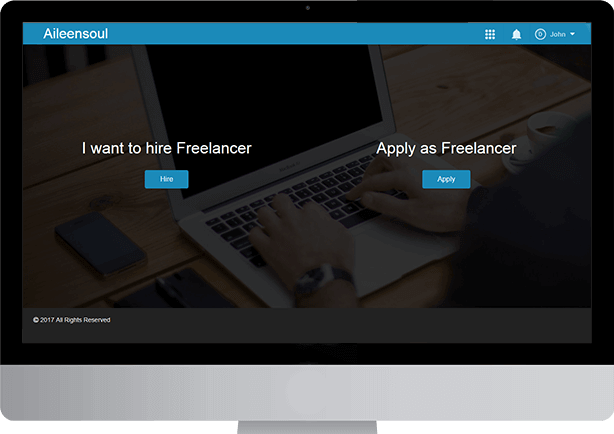 Aileensoul
John
I want to hire Freelancer
Apply as Freelancer
Hire
Apply
© 2017 All Rights Reserved